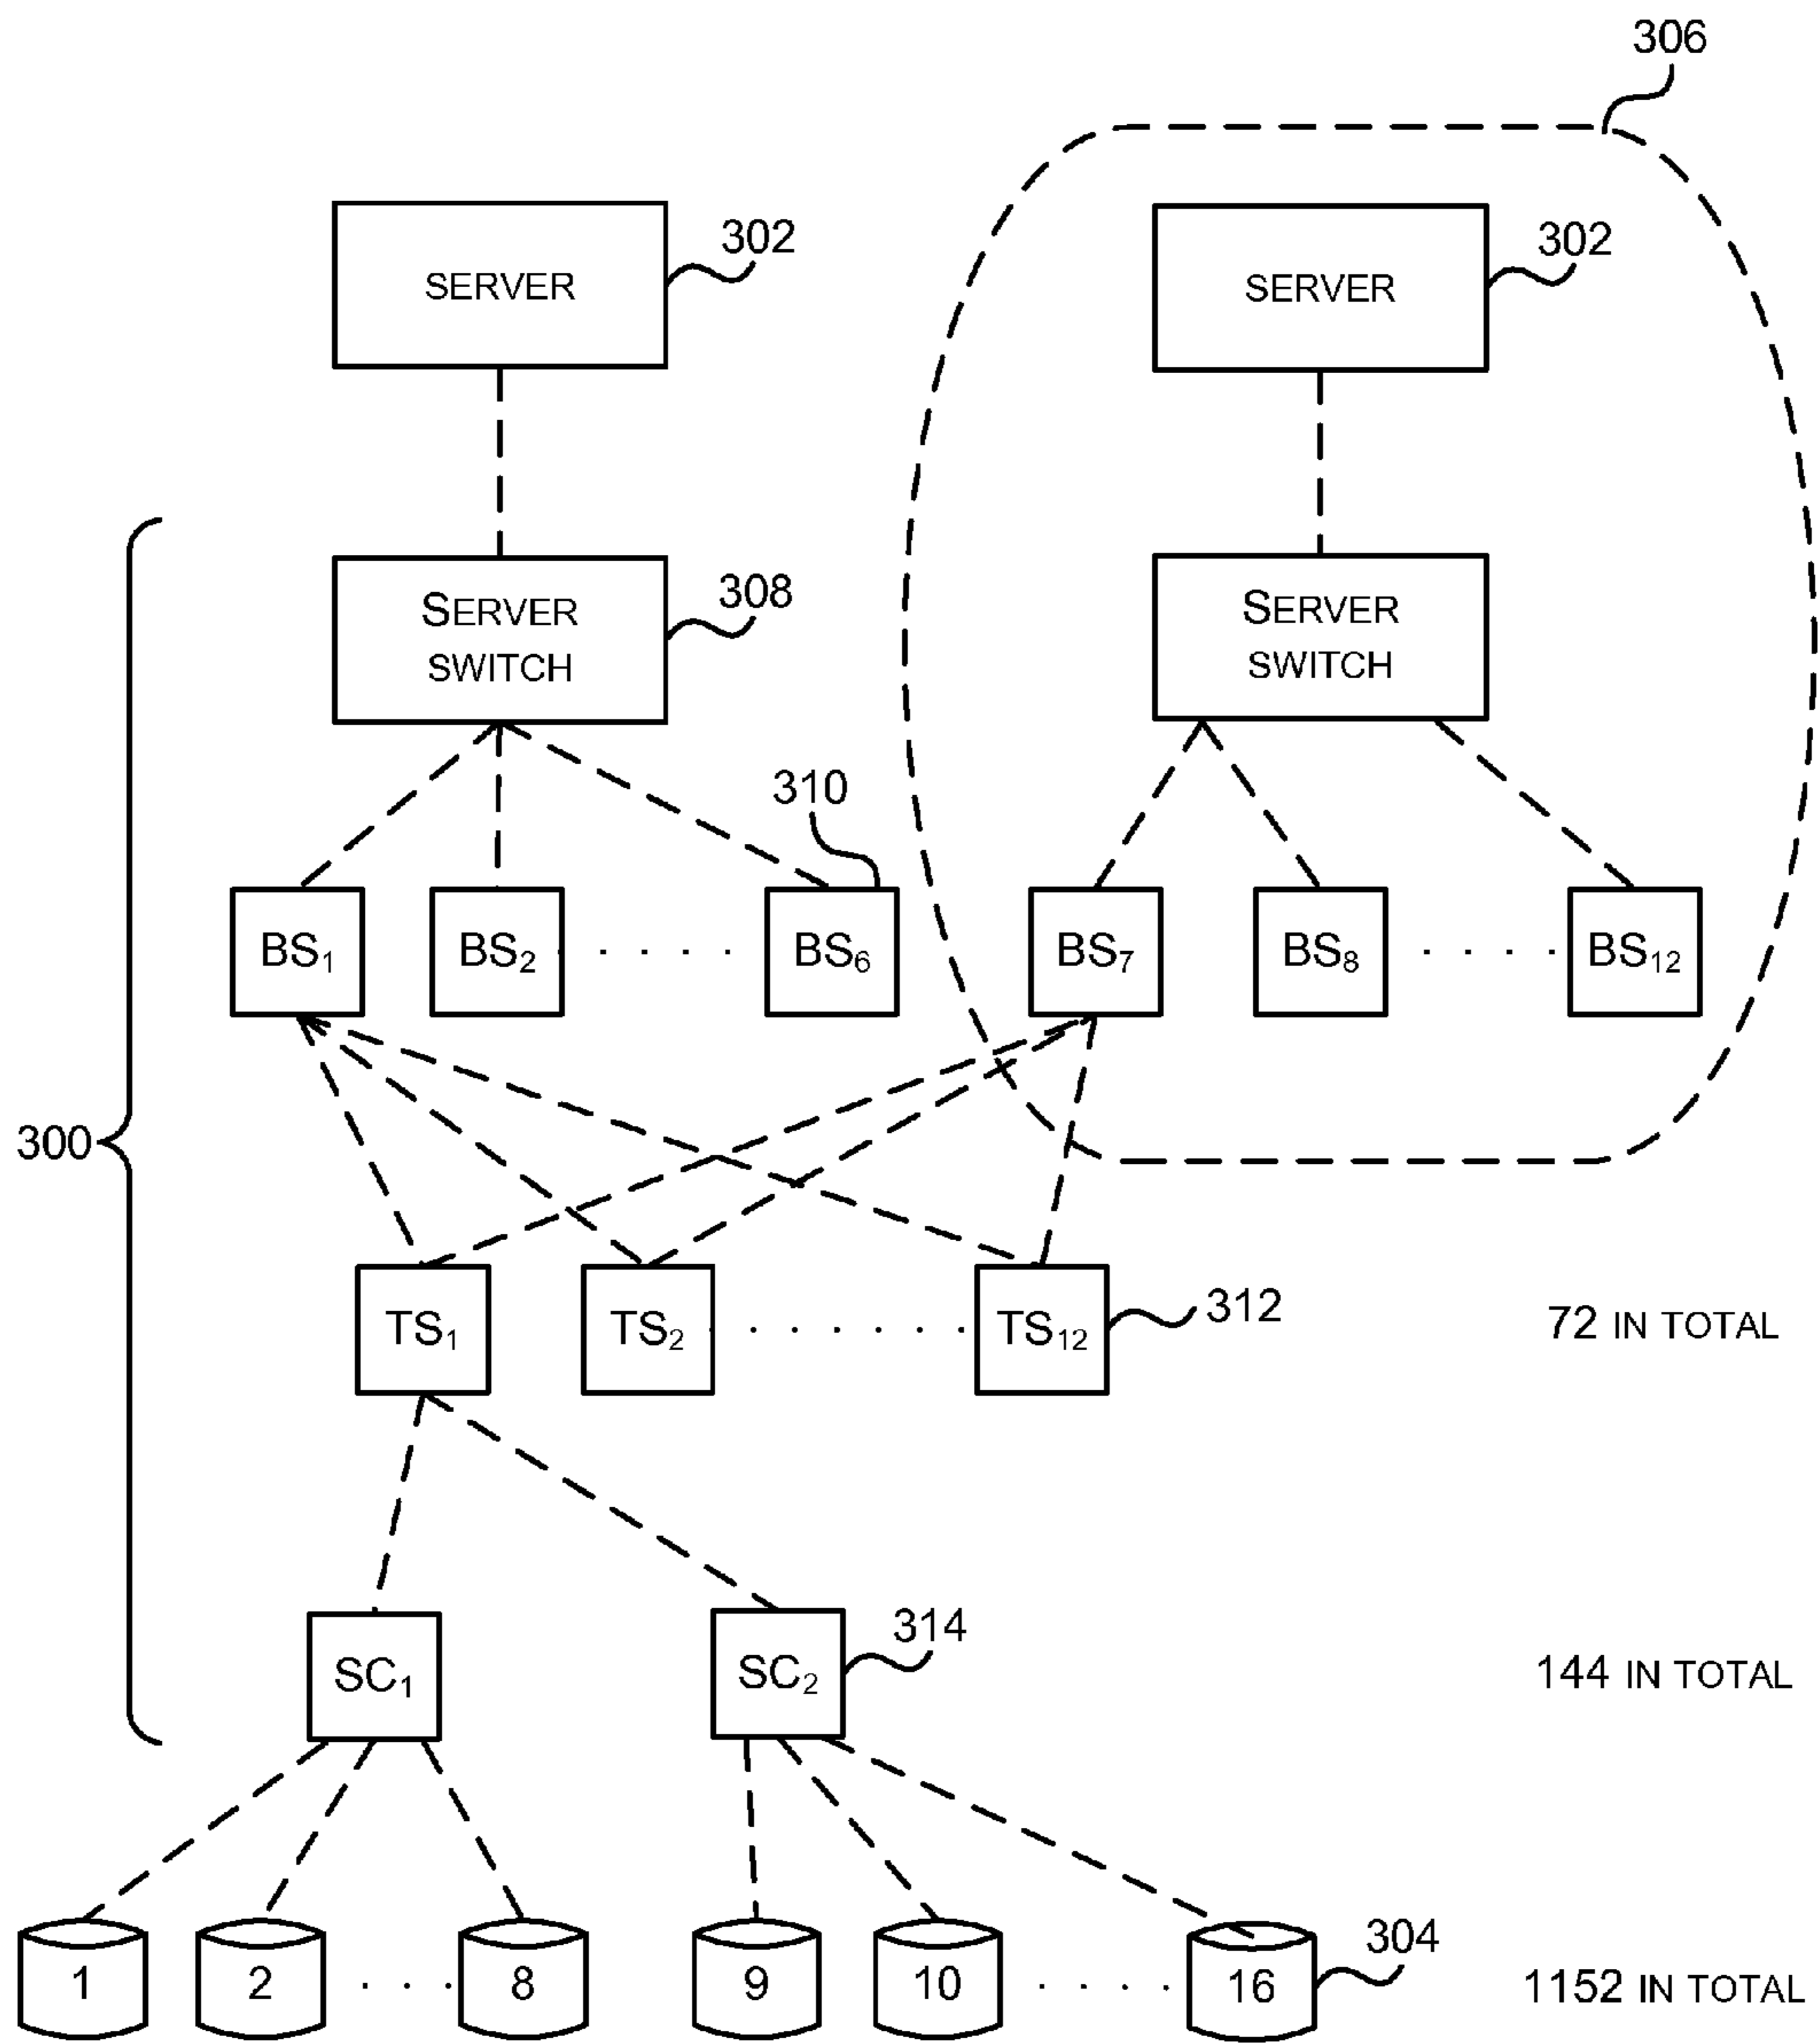 306
302
302
SERVER
SERVER
308
SERVER
SWITCH
SERVER
SWITCH
310
BS1
BS2
BS6
BS7
BS8
BS12
300
TS1
TS2
TS12
312
72 IN TOTAL
SC1
SC2
314
144 IN TOTAL
1
2
8
9
10
16
304
1152 IN TOTAL